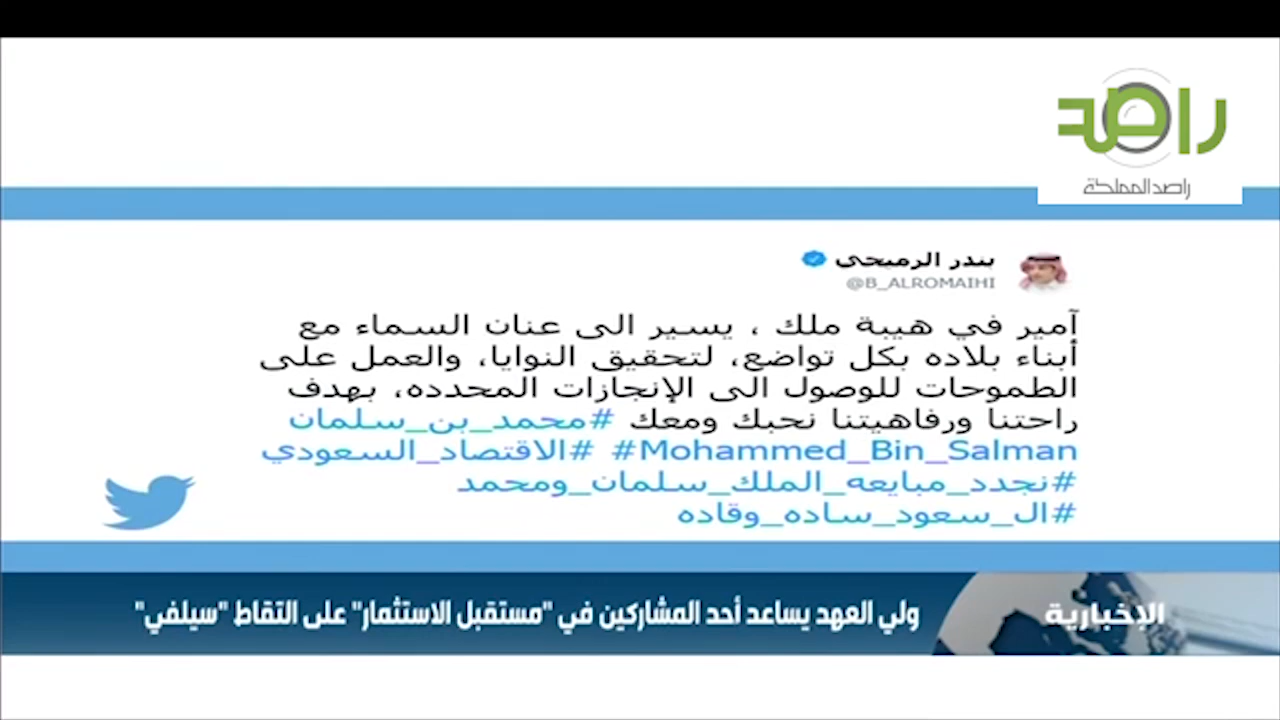 راصد
راصد المملكة
بندر الرميحي
@B_ALROMAIHI
آمير في هيبة ملك ، يسير الى عنان السماء مع
أبناء بلاده بكل تواضع، لتحقيق النوايا، والعمل على
الطموحات للوصول الى الإنجازات المحدده، بهدف
راحتنا ورفاهيتنا نحبك ومعك #محمد_بن_سلمان
#Mohammed_Bin_Salman #الاقتصاد_السعودي
#نجدد_مبايعه_الملك_سلمان_ومحمد
#ال_سعود_ساده_وقاده
الإخبارية
ولي العهد يساعد أحد المشاركين في "مستقبل الاستثمار" على التقاط "سيلفي"